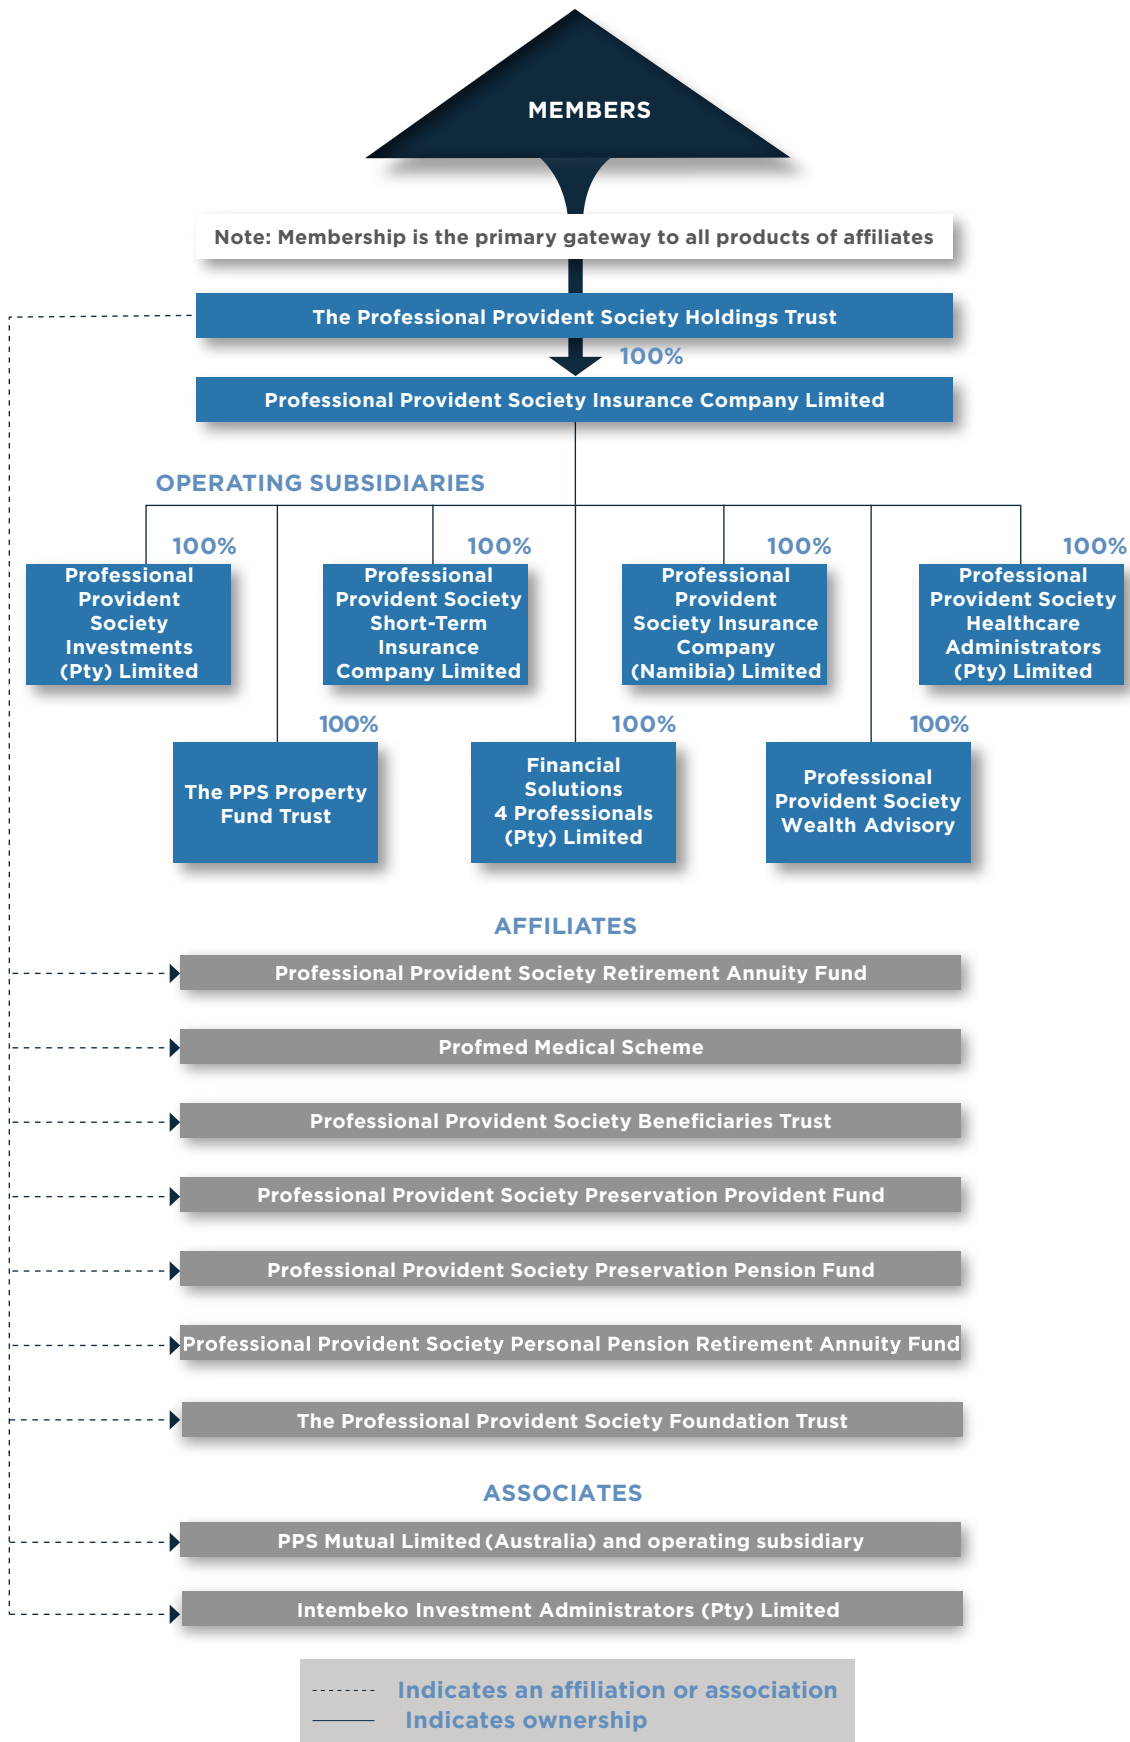 MEMBERS
Note: Membership is the primary gateway to all products of affiliates
The Professional Provident Society Holdings Trust
100%
Professional Provident Society Insurance Company Limited
OPERATING SUBSIDIARIES
100%
Professional
Provident
Society
Investments
(Pty) Limited
100%
Professional
Provident Society
Short-Term
Insurance
Company Limited
100%
Professional
Provident
Society Insurance
Company
(Namibia) Limited
100%
Professional
Provident Society
Healthcare
Administrators
(Pty) Limited
100%
The PPS Property
Fund Trust
100%
Financial
Solutions
4 Professionals
(Pty) Limited
100%
Professional
Provident Society
Wealth Advisory
AFFILIATES
Professional Provident Society Retirement Annuity Fund
Profmed Medical Scheme
Professional Provident Society Beneficiaries Trust
Professional Provident Society Preservation Provident Fund
Professional Provident Society Preservation Pension Fund
Professional Provident Society Personal Pension Retirement Annuity Fund
The Professional Provident Society Foundation Trust
ASSOCIATES
PPS Mutual Limited (Australia) and operating subsidiary
Intembeko Investment Administrators (Pty) Limited
Indicates an affiliation or association
Indicates ownership